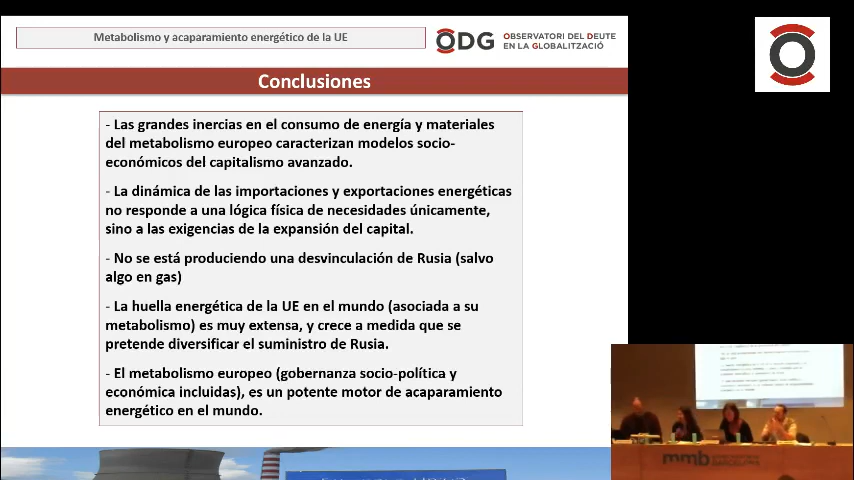 Metabolismo y acaparamiento energético de la UE
ODG
OBSERVATORI DEL DEUTE
EN LA GLOBALITZACIÓ
Conclusiones
- Las grandes inercias en el consumo de energía y materiales
del metabolismo europeo caracterizan modelos socio-
económicos del capitalismo avanzado.
- La dinámica de las importaciones y exportaciones energéticas
no responde a una lógica física de necesidades únicamente,
sino a las exigencias de la expansión del capital.
- No se está produciendo una desvinculación de Rusia (salvo
algo en gas)
- La huella energética de la UE en el mundo (asociada a su
metabolismo) es muy extensa, y crece a medida que se
pretende diversificar el suministro de Rusia.
- El metabolismo europeo (gobernanza socio-política y
económica incluidas), es un potente motor de acaparamiento
energético en el mundo.
mmb